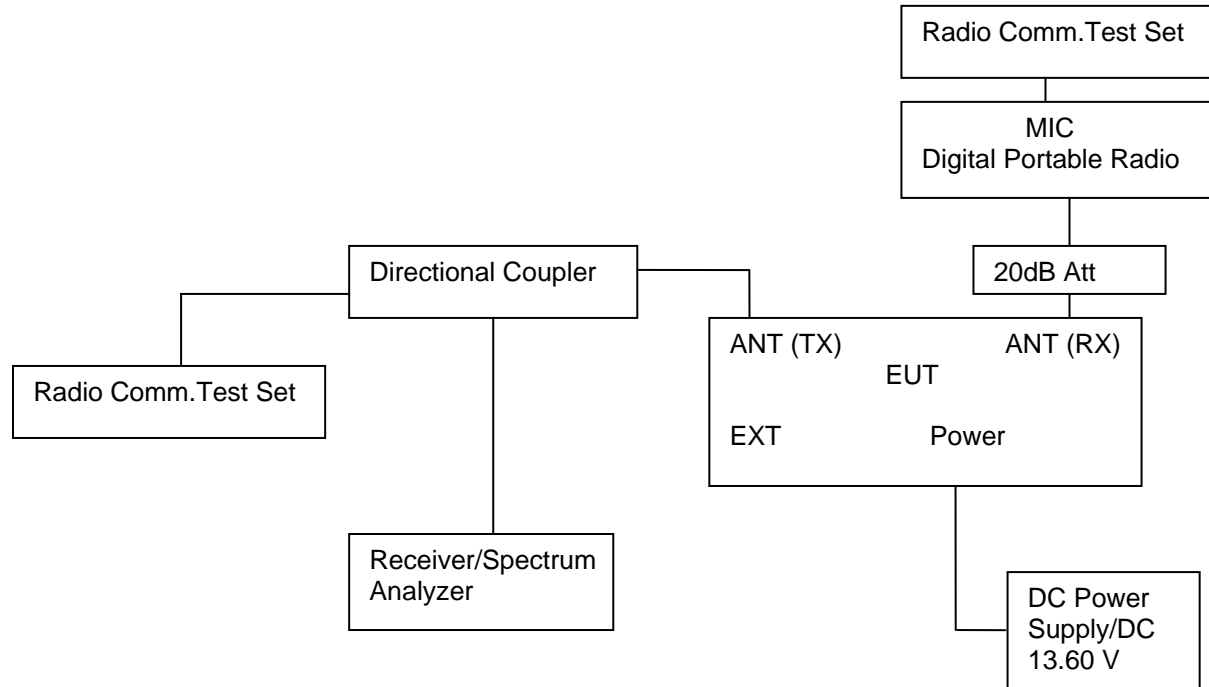 Radio Comm.Test Set
MIC
Digital Portable Radio
Directional Coupler
20dB Att
ANT (TX) ANT (RX)
EUT
Radio Comm.Test Set
EXT Power
Receiver/Spectrum
Analyzer
DC Power
Supply/DC
13.60 V